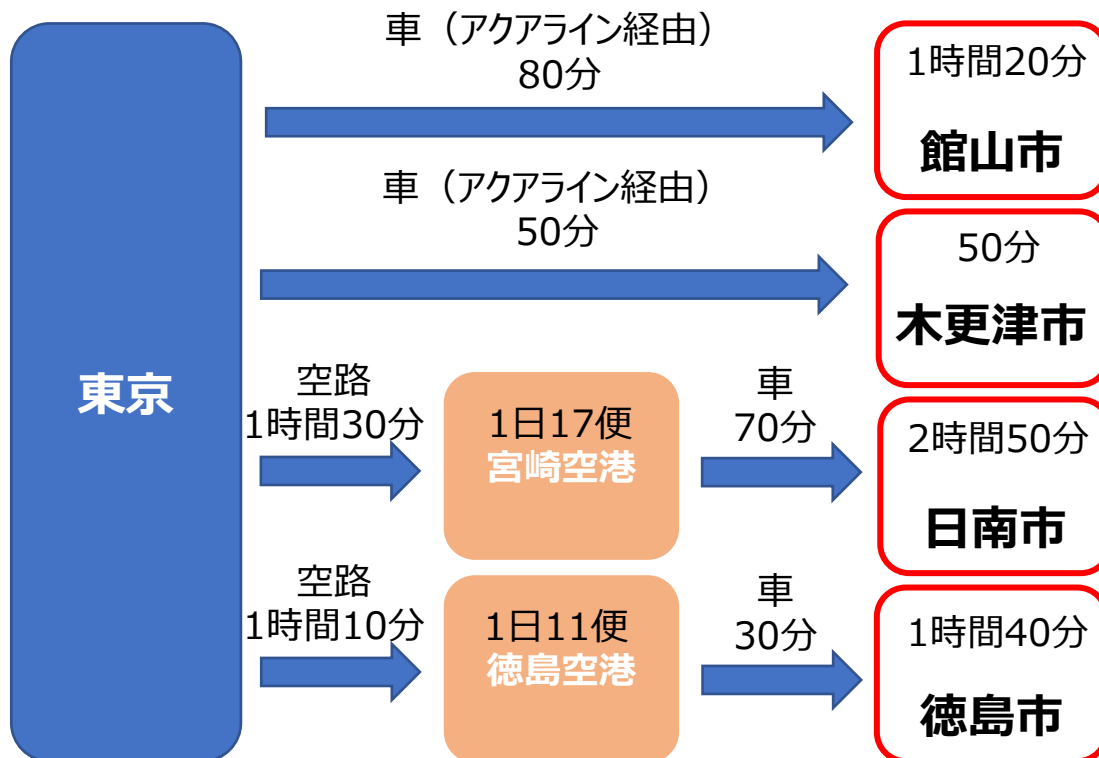 東京
車（アクアライン経由）
80分
1時間20分
館山市
車（アクアライン経由）
50分
50分
木更津市
空路
1時間30分
1日17便
宮崎空港
車
70分
2時間50分
日南市
空路
1時間10分
1日11便
徳島空港
車
30分
1時間40分
徳島市